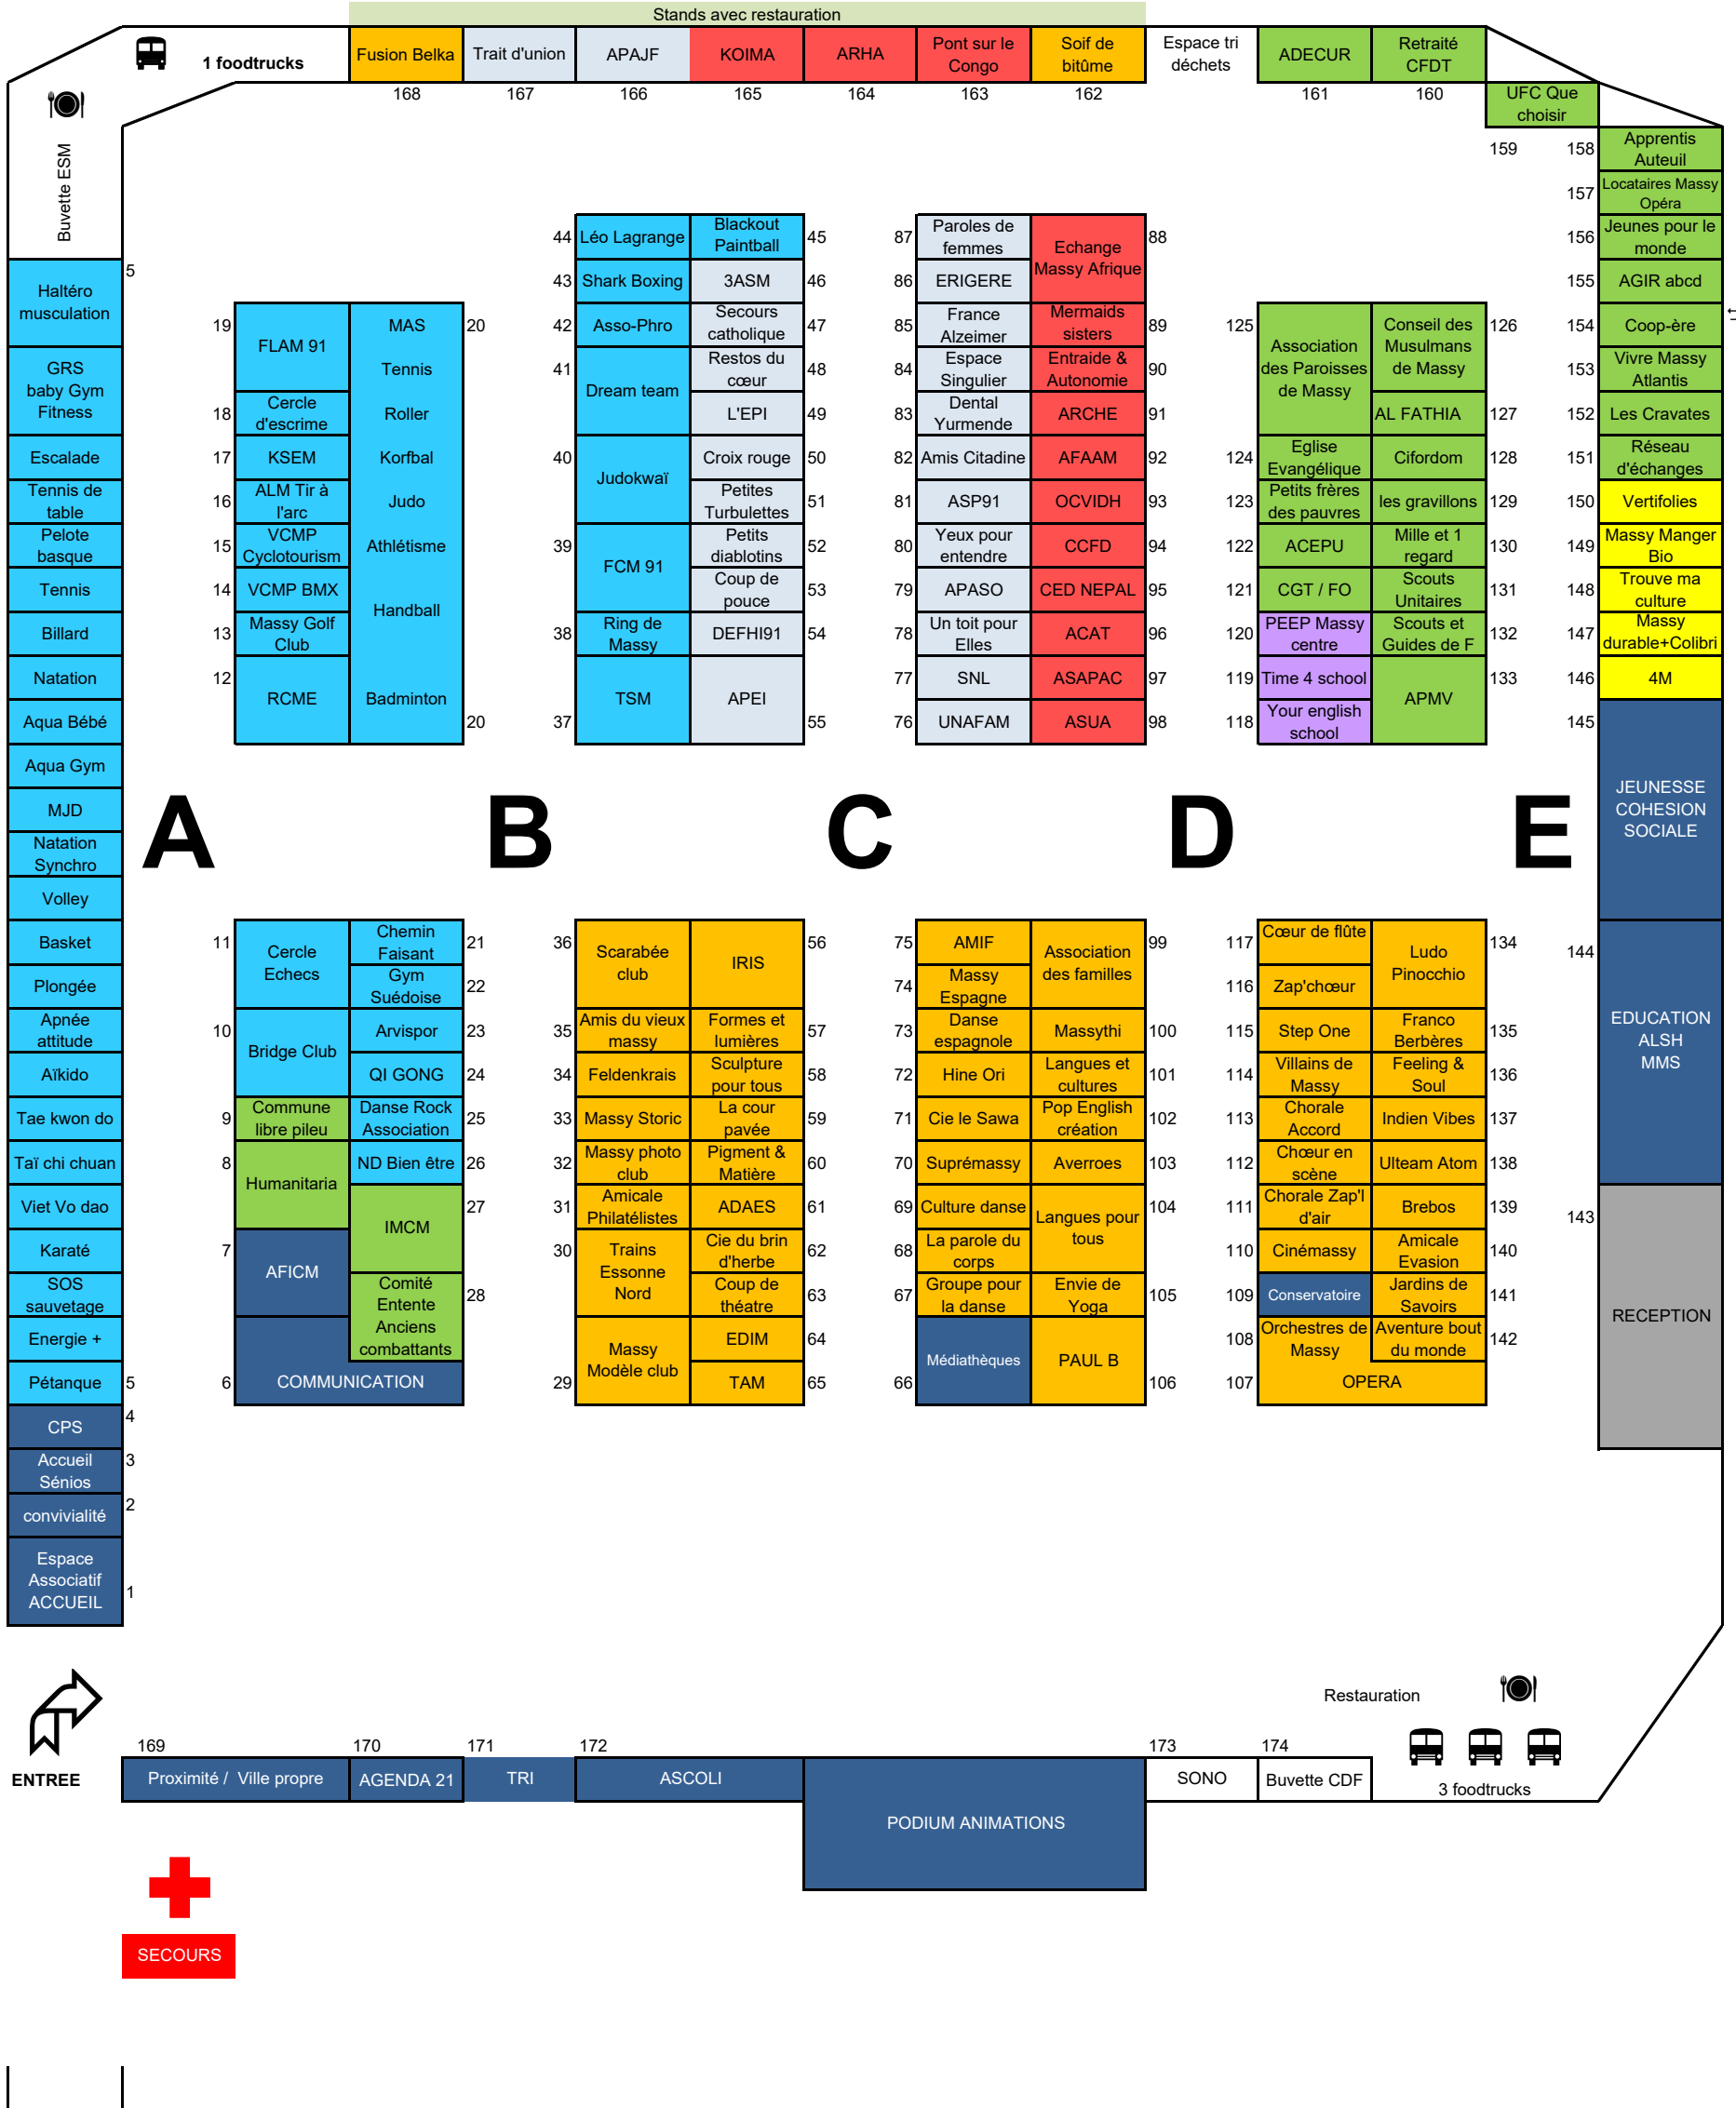 Stands avec restauration
1 foodtrucks
Fusion Belka
Trait d'union
APAJF
KOIMA
ARHA
Pont sur le
Congo
Soif de
bitûme
Espace tri
déchets
ADECUR
Retraité
CFDT
168
167
166
165
164
163
162
161
160
UFC Que
choisir
159
Buvette ESM
5
Haltéro
musculation
GRS
baby Gym
Fitness
Escalade
Tennis de
table
Pelote
basque
Tennis
Billard
Natation
Aqua Bébé
Aqua Gym
MJD
Natation
Synchro
Volley
Basket
Plongée
Apnée
attitude
Aïkido
Tae kwon do
Taï chi chuan
Viet Vo dao
Karaté
SOS
sauvetage
Energie +
Pétanque
5
CPS
4
Accueil
Sénios
3
convivialité
2
Espace
Associatif
ACCUEIL
1
19
FLAM 91
18
Cercle
d'escrime
17
KSEM
16
ALM Tir à
l'arc
15
VCMP
Cyclotourism
14
VCMP BMX
13
Massy Golf
Club
12
RCME
MAS
20
Tennis
Roller
Korfbal
Judo
Athlétisme
Handball
Badminton
20
44
Léo Lagrange
43
Shark Boxing
42
Asso-Phro
41
Dream team
40
Judokwaï
39
FCM 91
38
Ring de
Massy
TSM
37
Blackout
Paintball
45
3ASM
46
Secours
catholique
47
Restos du
cœur
48
L'EPI
49
Croix rouge
50
Petites
Turbulettes
51
Petits
diablotins
52
Coup de
pouce
53
DEFHI91
54
APEI
55
87
Paroles de
femmes
86
ERIGERE
85
France
Alzeimer
84
Espace
Singulier
83
Dental
Yurmende
82
Amis Citadine
81
ASP91
80
Yeux pour
entendre
79
APASO
78
Un toit pour
Elles
77
SNL
76
UNAFAM
Echange
Massy Afrique
88
Mermaids
sisters
89
Entraide &
Autonomie
90
ARCHE
91
AFAAM
92
OCVIDH
93
CCFD
94
CED NEPAL
95
ACAT
96
ASAPAC
97
ASUA
98
125
Association
des Paroisses
de Massy
124
Eglise
Evangélique
123
Petits frères
des pauvres
122
ACEPU
121
CGT / FO
120
PEEP Massy
centre
119
Time 4 school
118
Your english
school
Conseil des
Musulmans
de Massy
126
AL FATHIA
127
Cifordom
128
les gravillons
129
Mille et 1
regard
130
Scouts
Unitaires
131
Scouts et
Guides de F
132
APMV
133
158
Apprentis
Auteuil
157
Locataires Massy
Opéra
156
Jeunes pour le
monde
155
AGIR abcd
154
Coop-ère
153
Vivre Massy
Atlantis
152
Les Cravates
151
Réseau
d'échanges
150
Vertifolies
149
Massy Manger
Bio
148
Trouve ma
culture
147
Massy
durable+Colibri
146
4M
145
JEUNESSE
COHESION
SOCIALE
144
EDUCATION
ALSH
MMS
143
RECEPTION
A
B
C
D
E
11
Cercle
Echecs
10
Bridge Club
9
Commune
libre pileu
8
Humanitaria
7
AFICM
6
COMMUNICATION
Chemin
Faisant
21
Gym
Suédoise
22
Arvispor
23
QI GONG
24
Danse Rock
Association
25
ND Bien être
26
IMCM
27
Comité
Entente
Anciens
combattants
28
36
Scarabée
club
35
Amis du vieux
massy
34
Feldenkrais
33
Massy Storic
32
Massy photo
club
31
Amicale
Philatélistes
30
Trains
Essonne
Nord
Massy
Modèle club
29
IRIS
56
Formes et
lumières
57
Sculpture
pour tous
58
La cour
pavée
59
Pigment &
Matière
60
ADAES
61
Cie du brin
d'herbe
62
Coup de
théatre
63
EDIM
64
TAM
65
75
AMIF
74
Massy
Espagne
73
Danse
espagnole
72
Hine Ori
71
Cie le Sawa
70
Suprémassy
69
Culture danse
68
La parole du
corps
67
Groupe pour
la danse
Médiathèques
66
Association
des familles
99
Massythi
100
Langues et
cultures
101
Pop English
création
102
Averroes
103
Langues pour
tous
104
Envie de
Yoga
105
PAUL B
106
117
Cœur de flûte
116
Zap'chœur
115
Step One
114
Villains de
Massy
113
Chorale
Accord
112
Chœur en
scène
111
Chorale Zap'l
d'air
110
Cinémassy
109
Conservatoire
108
Orchestres de
Massy
107
OPERA
Ludo
Pinocchio
134
Franco
Berbères
135
Feeling &
Soul
136
Indien Vibes
137
Ulteam Atom
138
Brebos
139
Amicale
Evasion
140
Jardins de
Savoirs
141
Aventure bout
du monde
142
Restauration
ENTREE
169
Proximité / Ville propre
170
AGENDA 21
171
TRI
172
ASCOLI
PODIUM ANIMATIONS
173
SONO
174
Buvette CDF
3 foodtrucks
SECOURS